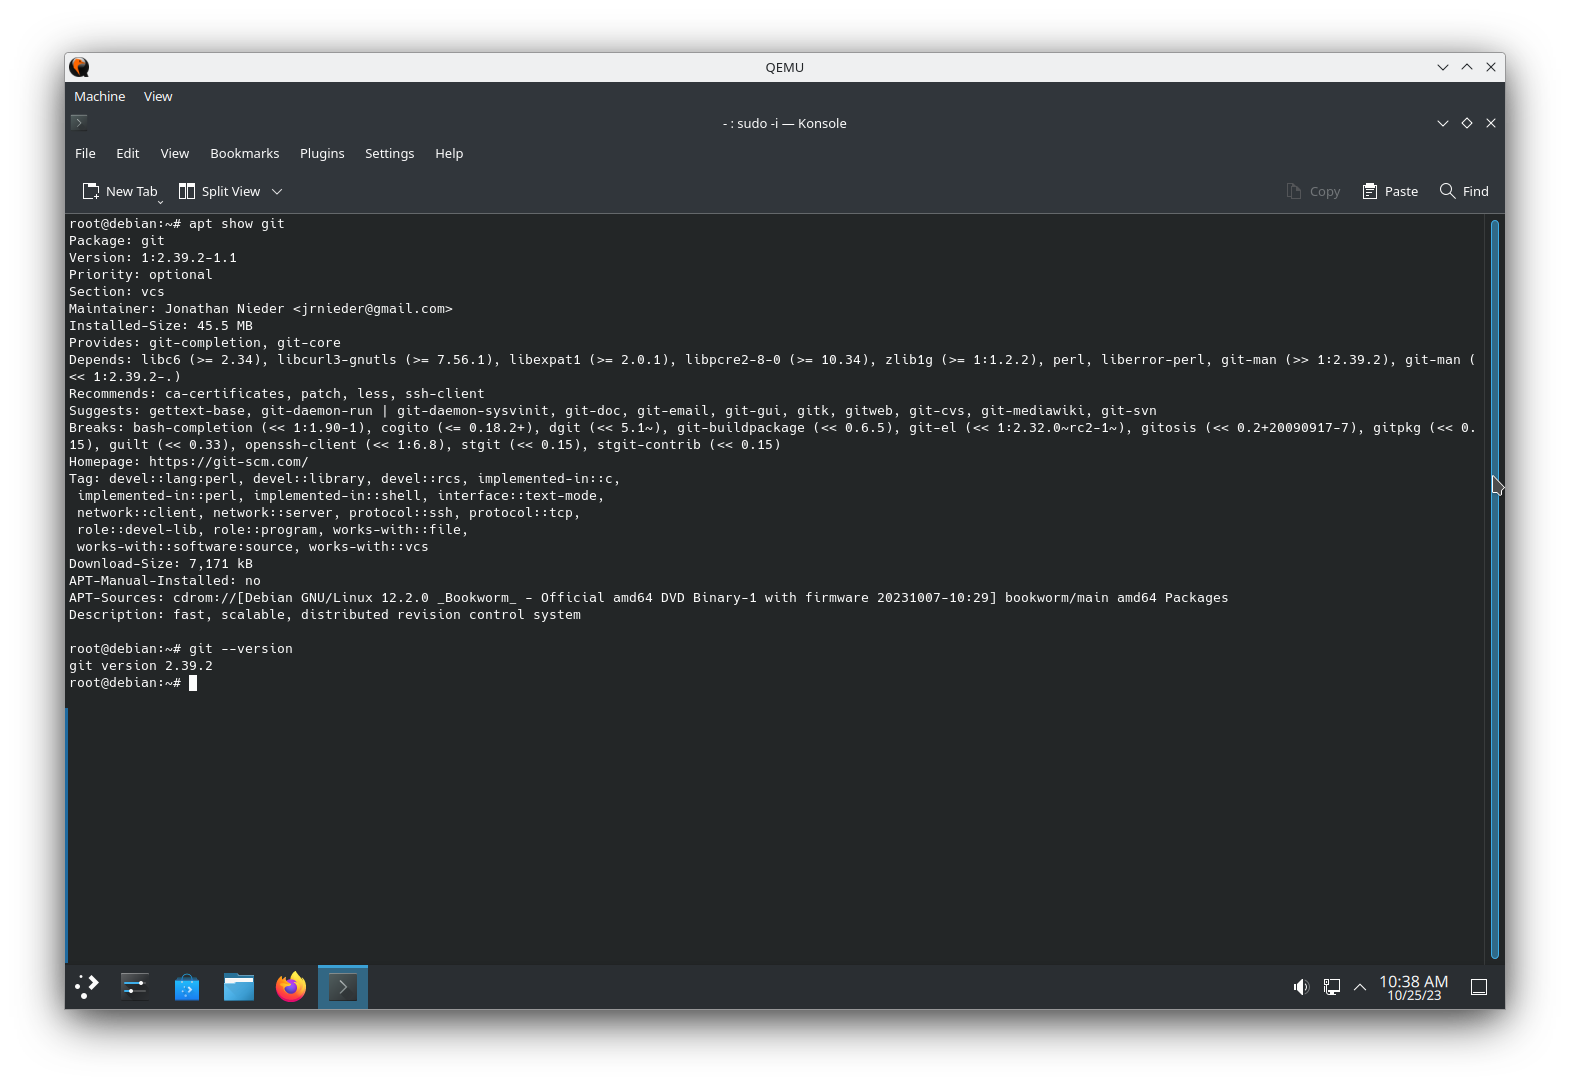 QEMU
Machine View
- : sudo -i — Konsole
File Edit View Bookmarks Plugins Settings Help
New Tab Split View Copy Paste Find
root@debian:~# apt show git
Package: git
Version: 1:2.39.2-1.1
Priority: optional
Section: vcs
Maintainer: Jonathan Nieder <jrnieder@gmail.com>
Installed-Size: 45.5 MB
Provides: git-completion, git-core
Depends: libc6 (>= 2.34), libcurl3-gnutls (>= 7.56.1), libexpat1 (>= 2.0.1), libpcre2-8-0 (>= 10.34), zlib1g (>= 1:1.2.2), perl, liberror-perl, git-man (>> 1:2.39.2), git-man (
<< 1:2.39.2-.)
Recommends: ca-certificates, patch, less, ssh-client
Suggests: gettext-base, git-daemon-run | git-daemon-sysvinit, git-doc, git-email, git-gui, gitk, gitweb, git-cvs, git-mediawiki, git-svn
Breaks: bash-completion (<< 1:1.90-1), cogito (<= 0.18.2+), dgit (<< 5.1~), git-buildpackage (<< 0.6.5), git-el (<< 1:2.32.0~rc2-1~), gitosis (<< 0.2+20090917-7), gitpkg (<< 0.
15), guilt (<< 0.33), openssh-client (<< 1:6.8), stgit (<< 0.15), stgit-contrib (<< 0.15)
Homepage: https://git-scm.com/
Tag: devel::lang:perl, devel::library, devel::rcs, implemented-in::c,
 implemented-in::perl, implemented-in::shell, interface::text-mode,
 network::client, network::server, protocol::ssh, protocol::tcp,
 role::devel-lib, role::program, works-with::file,
 works-with::software:source, works-with::vcs
Download-Size: 7,171 kB
APT-Manual-Installed: no
APT-Sources: cdrom://[Debian GNU/Linux 12.2.0 _Bookworm_ - Official amd64 DVD Binary-1 with firmware 20231007-10:29] bookworm/main amd64 Packages
Description: fast, scalable, distributed revision control system
root@debian:~# git --version
git version 2.39.2
root@debian:~#
10:38 AM
10/25/23